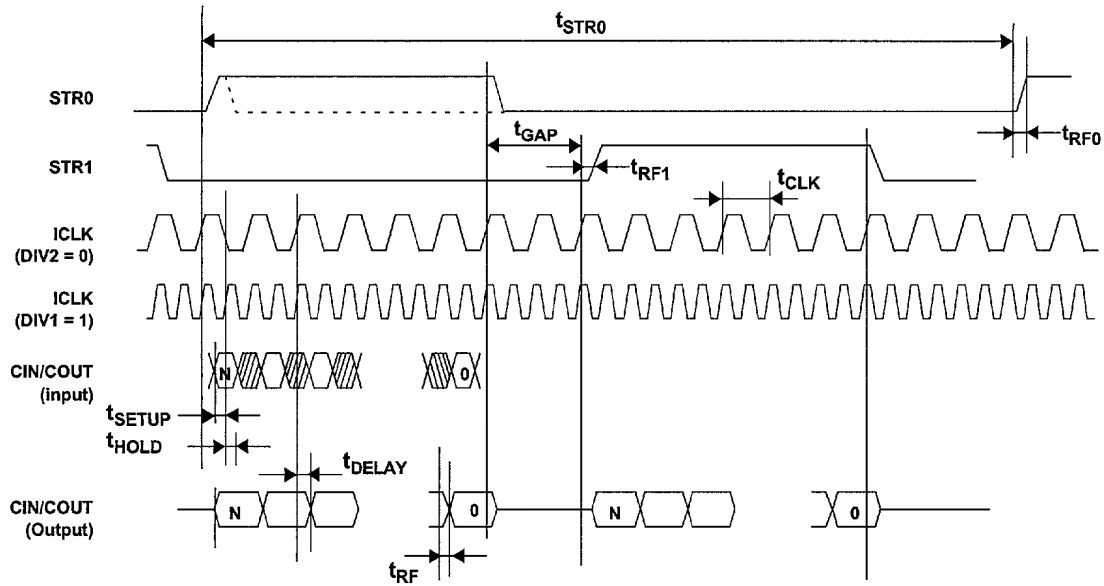 tSTR0
STR0
tGAP
tRF0
STR1
tRF1
tCLK
ICLK
(DIV2 = 0)
ICLK
(DIV1 = 1)
CIN/COUT
(input)
N
0
tSETUP
tHOLD
tDELAY
CIN/COUT
(Output)
N
0
N
0
tRF